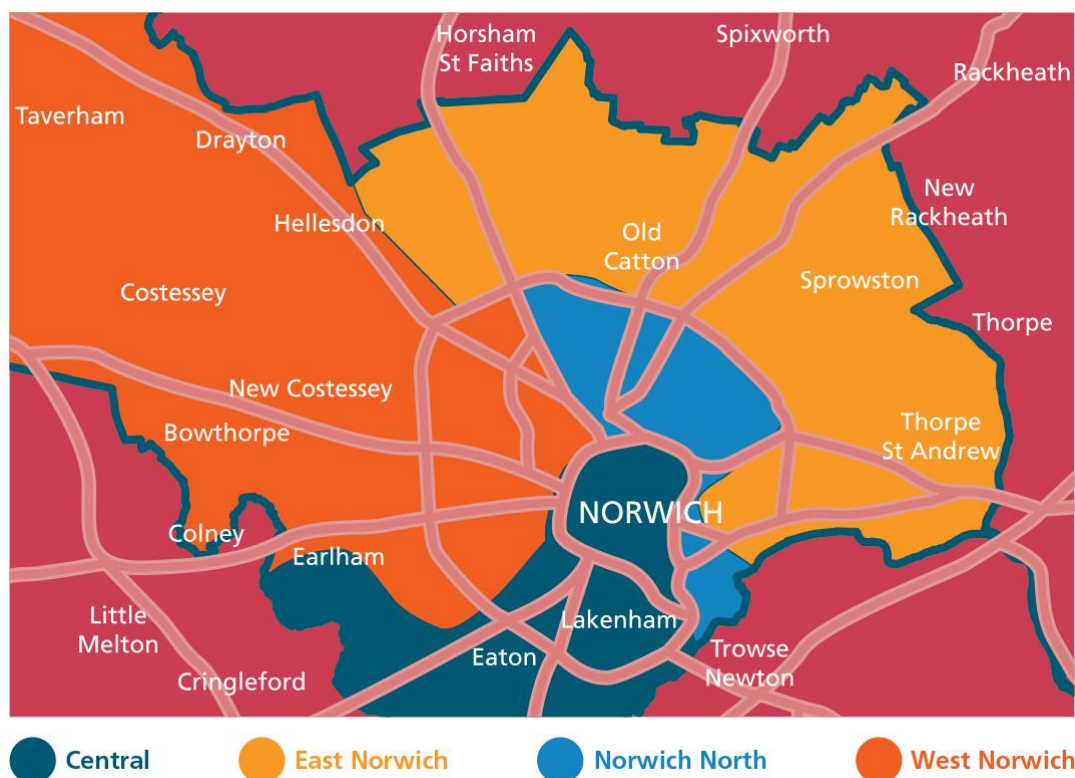 Horsham
St Faiths
Spixworth
Rackheath
Taverham
Drayton
New
Rackheath
Hellesdon
Old
Catton
Sprowston
Costessey
Thorpe
New Costessey
Bowthorpe
Thorpe
St Andrew
NORWICH
Colney
Earlham
Little
Melton
Lakenham
Eaton
Trowse
Newton
Cringleford
Central
East Norwich
Norwich North
West Norwich